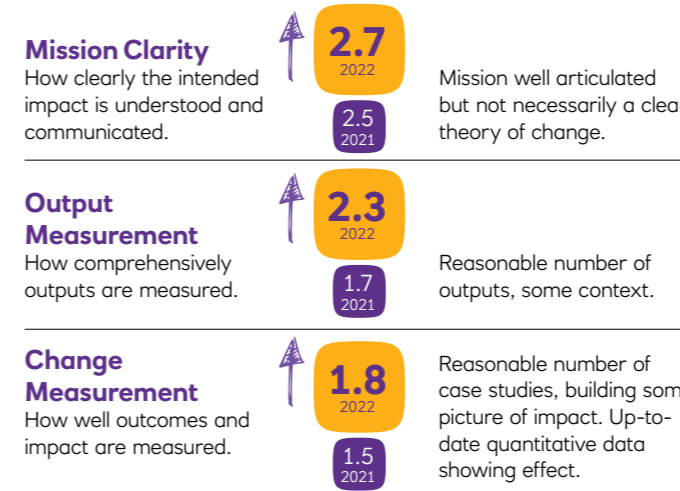 Mission Clarity
How clearly the intended
impact is understood and
communicated.
2.7
2022
2.5
2021
Mission well articulated
but not necessarily a clear
theory of change.
Output
Measurement
How comprehensively
outputs are measured.
2.3
2022
1.7
2021
Reasonable number of
outputs, some context.
Change
Measurement
How well outcomes and
impact are measured.
1.8
2022
1.5
2021
Reasonable number of
case studies, building
picture of impact. Up-to-
date quantitative data
showing effect.